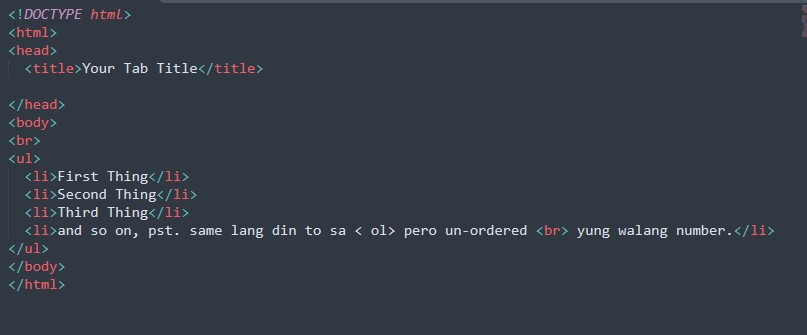 <!DOCTYPE html>
<html>
<head>
<title>Your Tab Title</title>
</head>
<body>
<br>
<ul>
<li>First Thing</li>
<li>Second Thing</li>
<li>Third Thing</li>
<li>and so on, pst. same lang din to sa < ol> pero un-ordered <br> yung walang number.</li>
</ul>
</body>
</html>